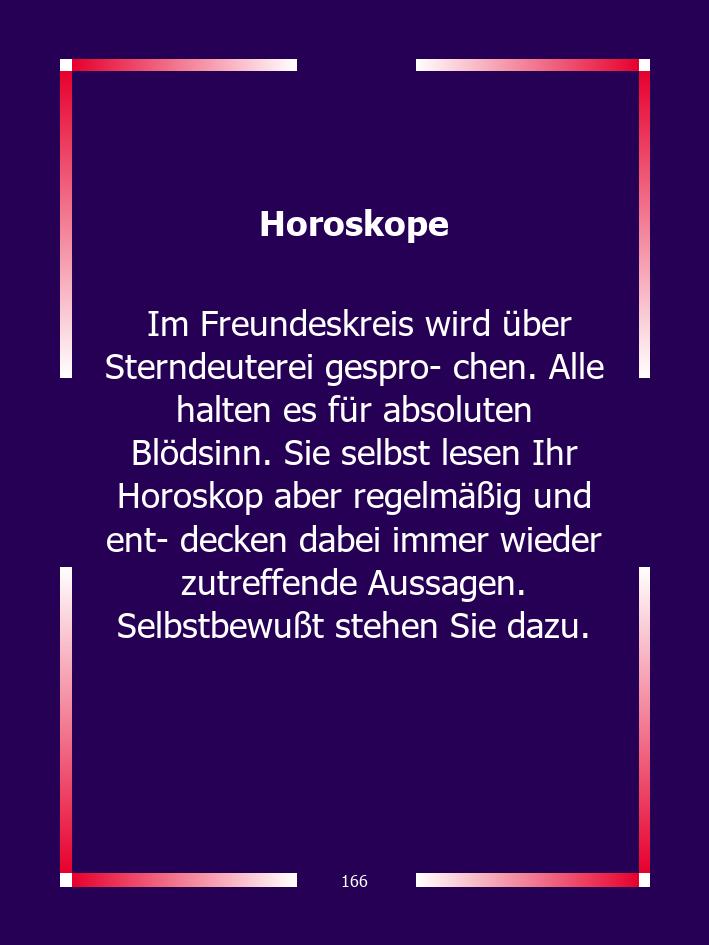 Horoskope
Im Freundeskreis wird über
Sterndeuterei gespro- chen. Alle
halten es für absoluten
Blödsinn. Sie selbst lesen Ihr
Horoskop aber regelmäßig und
ent- decken dabei immer wieder
zutreffende Aussagen.
Selbstbewußt stehen Sie dazu.
166